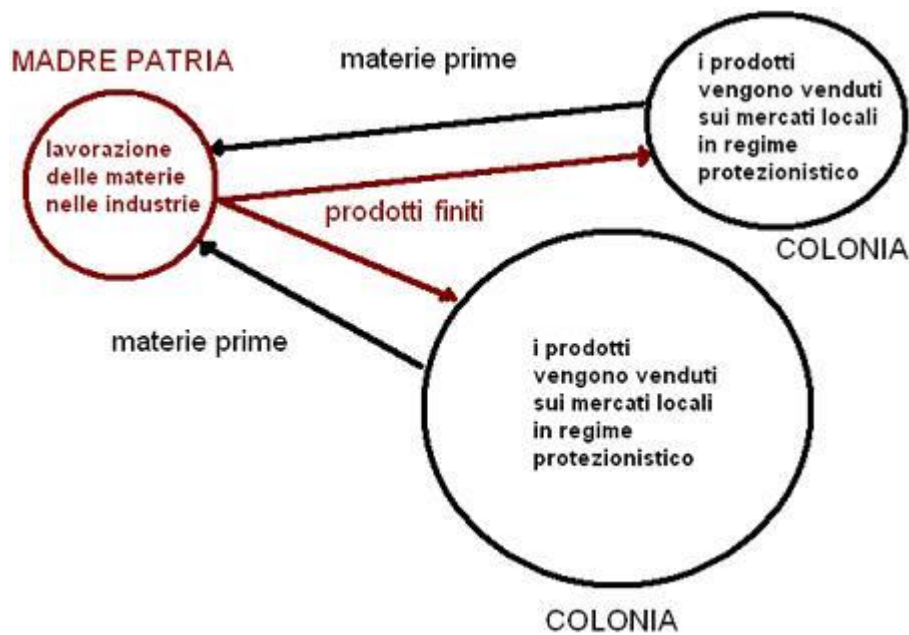 MADRE PATRIA
materie prime
lavorazione
delle materie
nelle industrie
i prodotti
vengono venduti
sui mercati locali
in regime
protezionistico
prodotti finiti
COLONIA
materie prime
i prodotti
vengono venduti
sui mercati locali
in regime
protezionistico
COLONIA